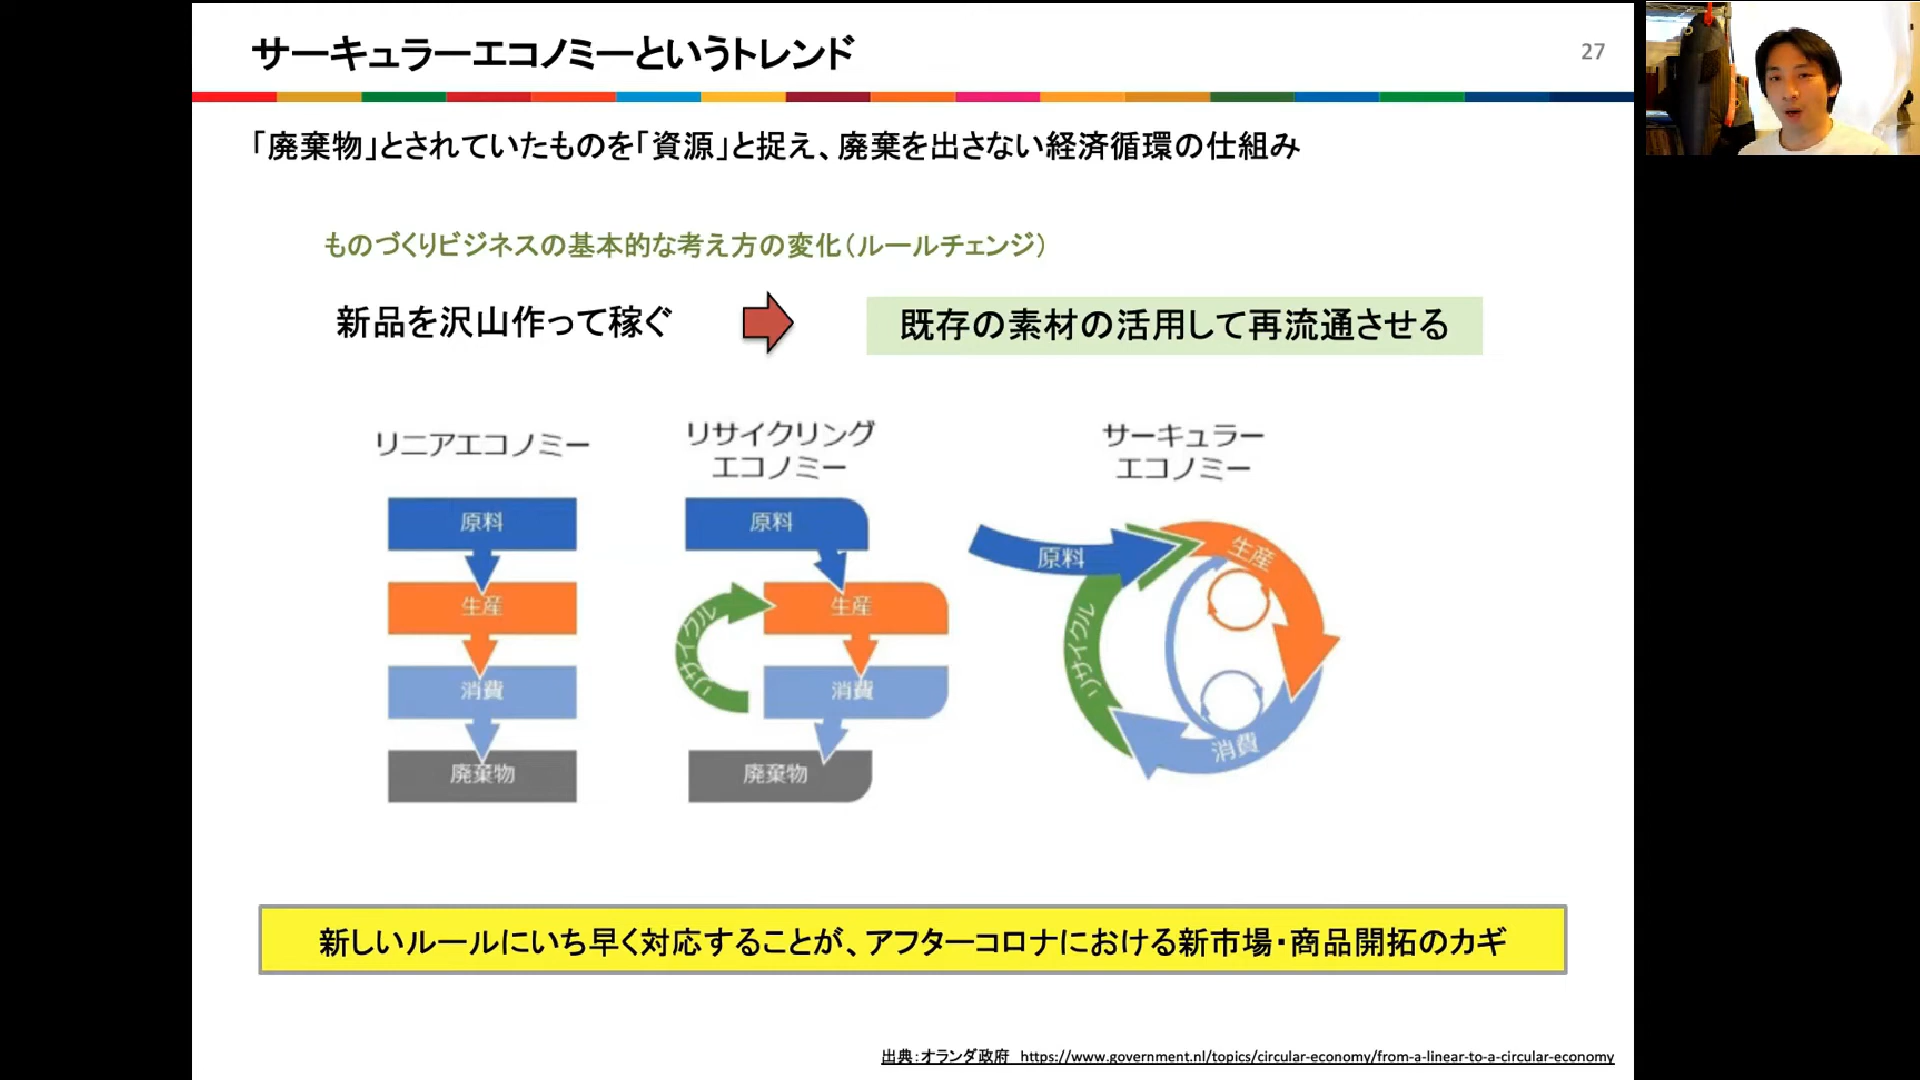 サーキュラーエコノミーというトレンド
27
「廃棄物」とされていたものを「資源」と捉え、廃棄を出さない経済循環の仕組み
ものづくりビジネスの基本的な考え方の変化(ルールチェンジ)
新品を沢山作って稼ぐ
既存の素材の活用して再流通させる
リニアエコノミー
原料
生産
消費
廃棄物
リサイクリング
エコノミー
原料
生産
リサイクル
消費
廃棄物
サーキュラー
エコノミー
原料
生産
リサイクル
消費
新しいルールにいち早く対応することが、アフターコロナにおける新市場・商品開拓のカギ
出典:オランダ政府 https://www.government.nl/topics/circular-economy/from-a-linear-to-a-circular-economy